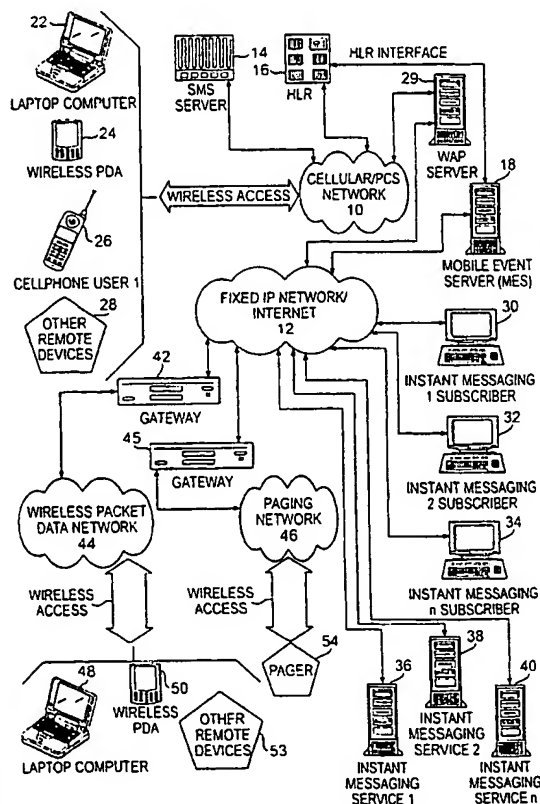 22
LAPTOP COMPUTER
24
WIRELESS PDA
26
CELLPHONE USER 1
28
OTHER
REMOTE
DEVICES
14
SMS
SERVER
16
HLR
HLR INTERFACE
29
WAP
SERVER
18
MOBILE EVENT
SERVER (MES)
WIRELESS ACCESS
CELLULAR/PCS
NETWORK
10
FIXED IP NETWORK/
INTERNET
12
30
INSTANT MESSAGING
1 SUBSCRIBER
32
INSTANT MESSAGING
2 SUBSCRIBER
34
INSTANT MESSAGING
n SUBSCRIBER
42
GATEWAY
45
GATEWAY
WIRELESS PACKET
DATA NETWORK
44
PAGING
NETWORK
46
WIRELESS
ACCESS
WIRELESS
ACCESS
48
LAPTOP COMPUTER
50
WIRELESS
PDA
OTHER
REMOTE
DEVICES
53
54
PAGER
36
INSTANT
MESSAGING
SERVICE 1
38
INSTANT
MESSAGING
SERVICE 2
40
INSTANT
MESSAGING
SERVICE n